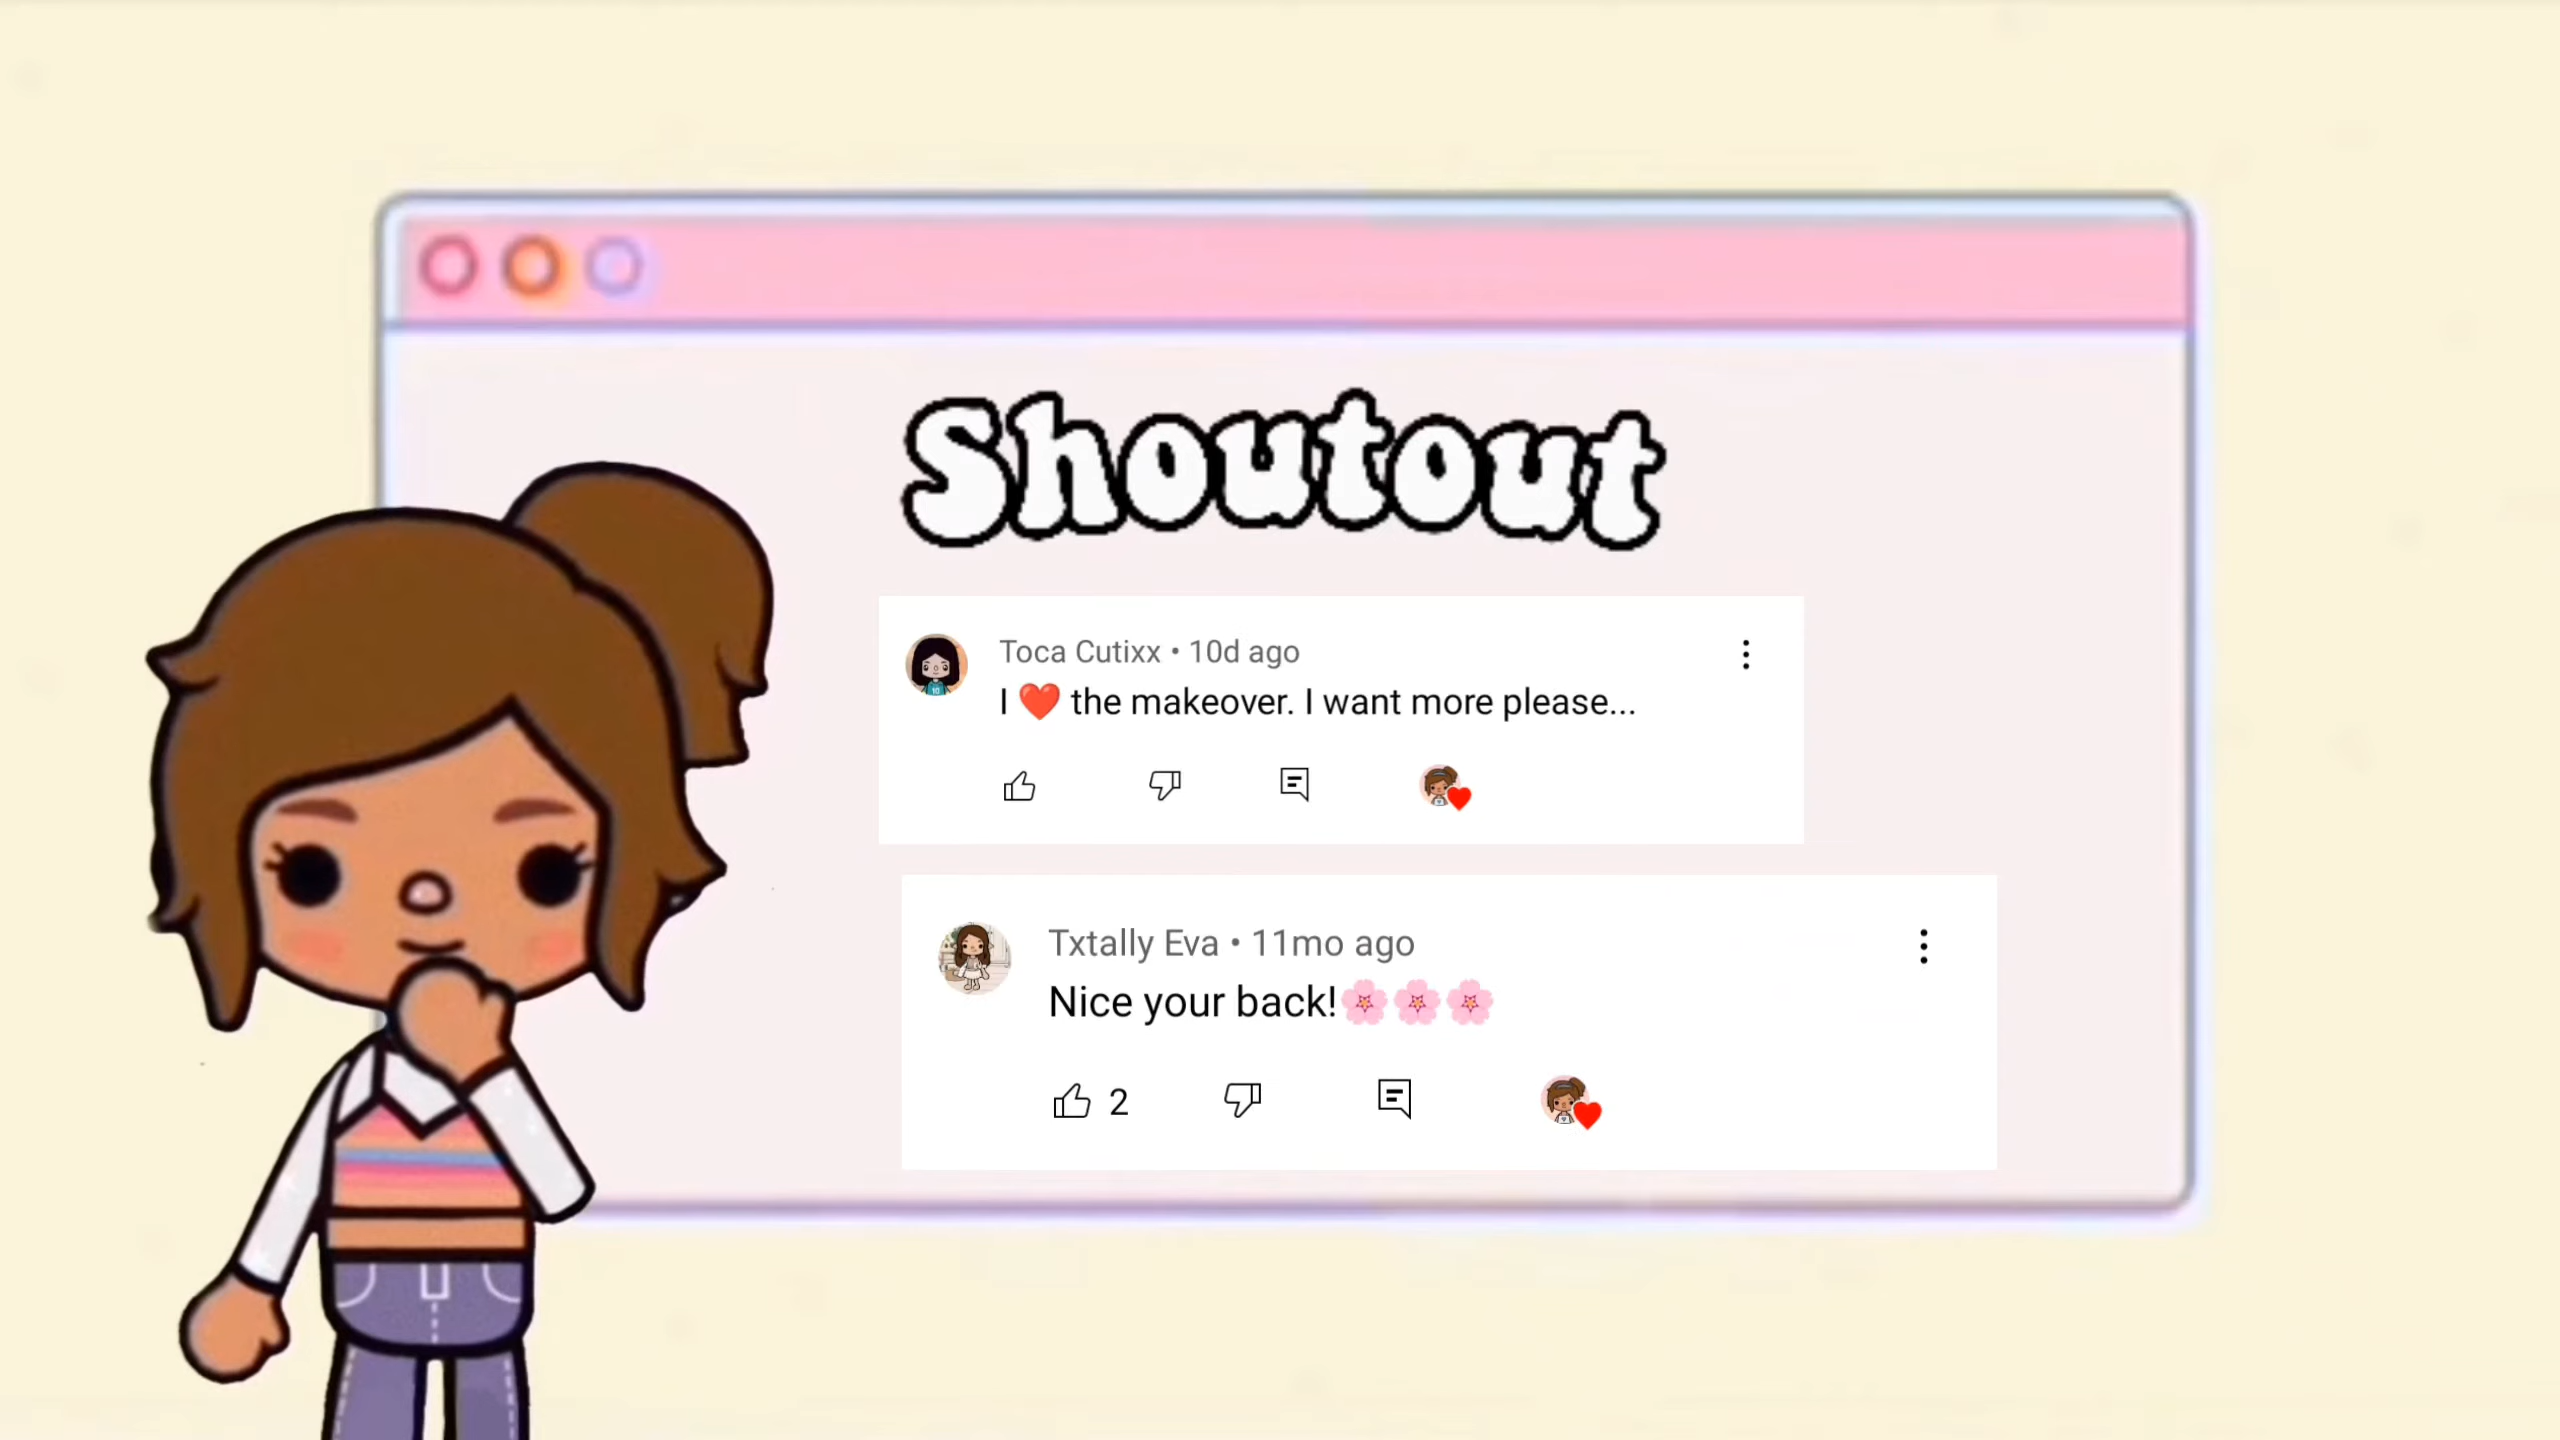 Shoutout
Toca Cutixx • 10d ago
I ❤️ the makeover. I want more please...
Txtally Eva • 11mo ago
Nice your back!🌸🌸🌸
2